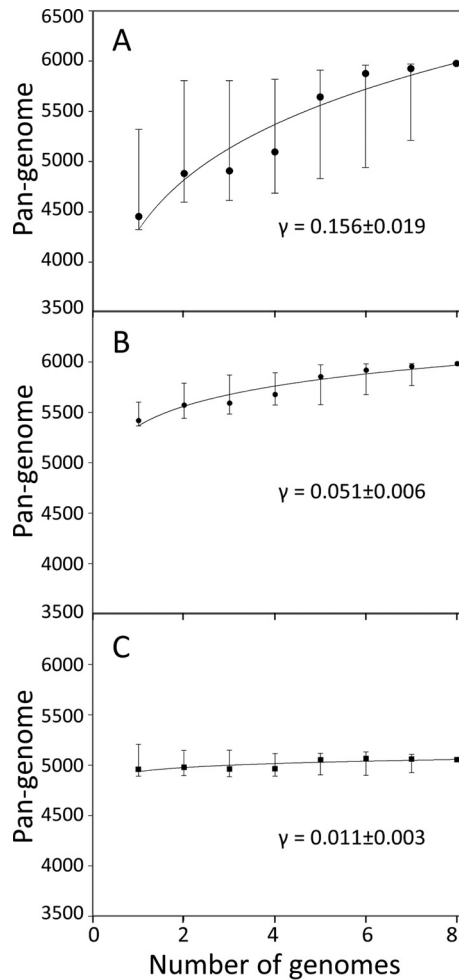 A
6500
6000
5500
5000
4500
4000
3500
Pan-genome
γ = 0.156±0.019
B
6000
5500
5000
4500
4000
3500
Pan-genome
γ = 0.051±0.006
C
6000
5500
5000
4500
4000
3500
Pan-genome
γ = 0.011±0.003
0 2 4 6 8
Number of genomes